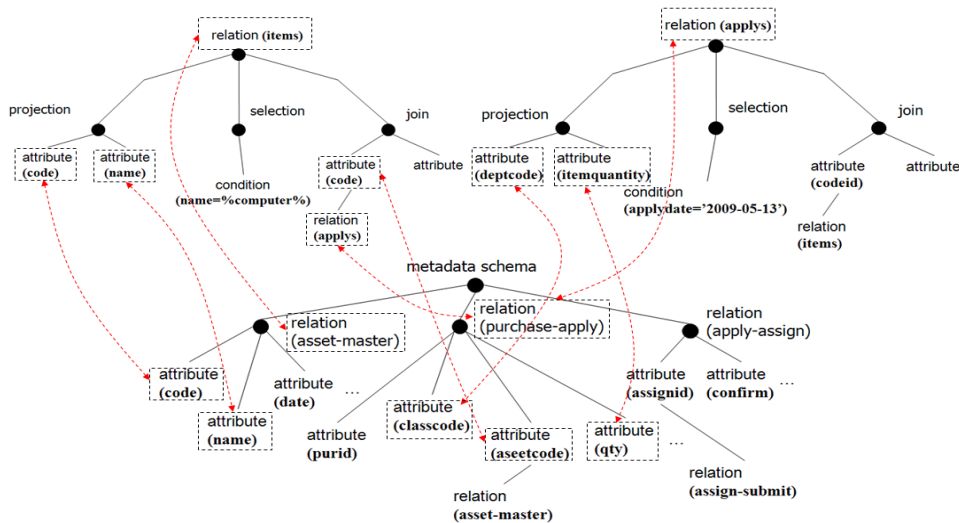 relation (items)
relation (applys)
projection
selection
join
projection
selection
join
attribute
(code)
attribute
(name)
condition
(name=%computer%)
attribute
(code)
attribute
relation
(applys)
attribute
(deptcode)
attribute
(itemquantity)
condition
(applydate=’2009-05-13’)
attribute
(codeid)
attribute
relation
(items)
metadata schema
relation
(asset-master)
relation
(purchase-apply)
relation
(apply-assign)
attribute
(code)
attribute
(name)
attribute
(date)
...
attribute
(purid)
attribute
(classcode)
attribute
(aseetcode)
attribute
(qty)
...
attribute
(assignid)
attribute
(confirm)
...
relation
(asset-master)
relation
(assign-submit)